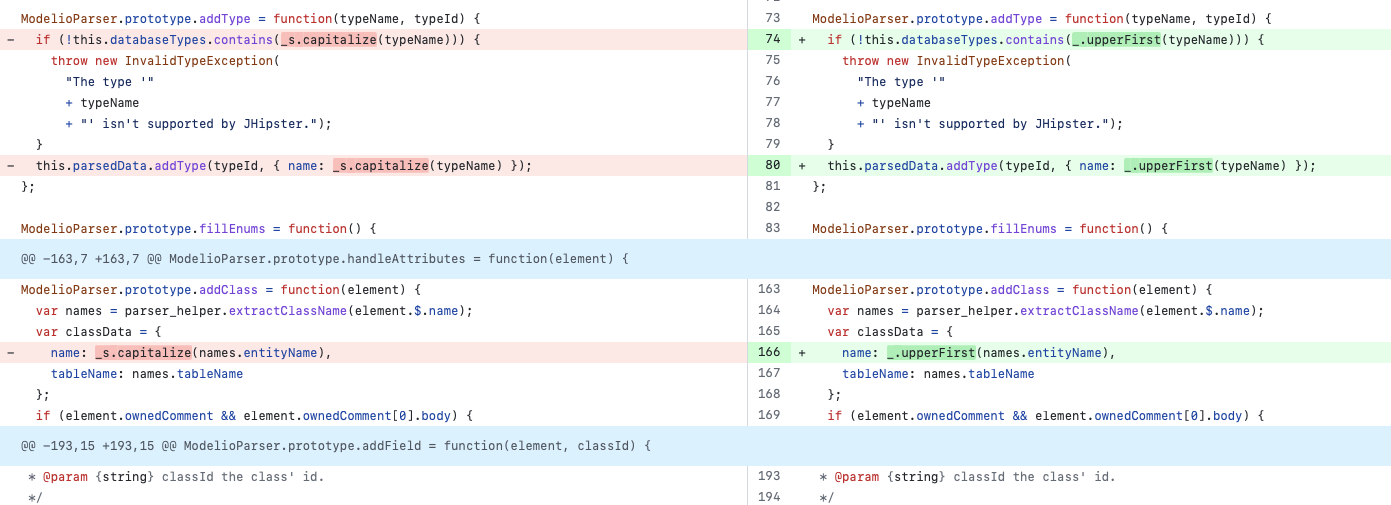 ModelioParser.prototype.addType = function(typeName, typeId) {
- if (!this.databaseTypes.contains(_s.capitalize(typeName))) {
throw new InvalidTypeException(
"The type '"
+ typeName
+ "' isn't supported by JHipster.");
}
- this.parsedData.addType(typeId, { name: _s.capitalize(typeName) });
};
ModelioParser.prototype.fillEnums = function() {
@@ -163,7 +163,7 @@ ModelioParser.prototype.handleAttributes = function(element) {
ModelioParser.prototype.addClass = function(element) {
var names = parser_helper.extractClassName(element.$.name);
var classData = {
- name: _s.capitalize(names.entityName),
tableName: names.tableName
};
if (element.ownedComment && element.ownedComment[0].body) {
@@ -193,15 +193,15 @@ ModelioParser.prototype.addField = function(element, classId) {
* @param {string} classId the class' id.
*/
73 ModelioParser.prototype.addType = function(typeName, typeId) {
74 + if (!this.databaseTypes.contains(_.upperFirst(typeName))) {
75 throw new InvalidTypeException(
76 "The type '"
77 + typeName
78 + "' isn't supported by JHipster.");
79 }
80 + this.parsedData.addType(typeId, { name: _.upperFirst(typeName) });
81 };
82
83 ModelioParser.prototype.fillEnums = function() {
163 ModelioParser.prototype.addClass = function(element) {
164 var names = parser_helper.extractClassName(element.$.name);
165 var classData = {
166 + name: _.upperFirst(names.entityName),
167 tableName: names.tableName
168 };
169 if (element.ownedComment && element.ownedComment[0].body) {
193 * @param {string} classId the class' id.
194 */